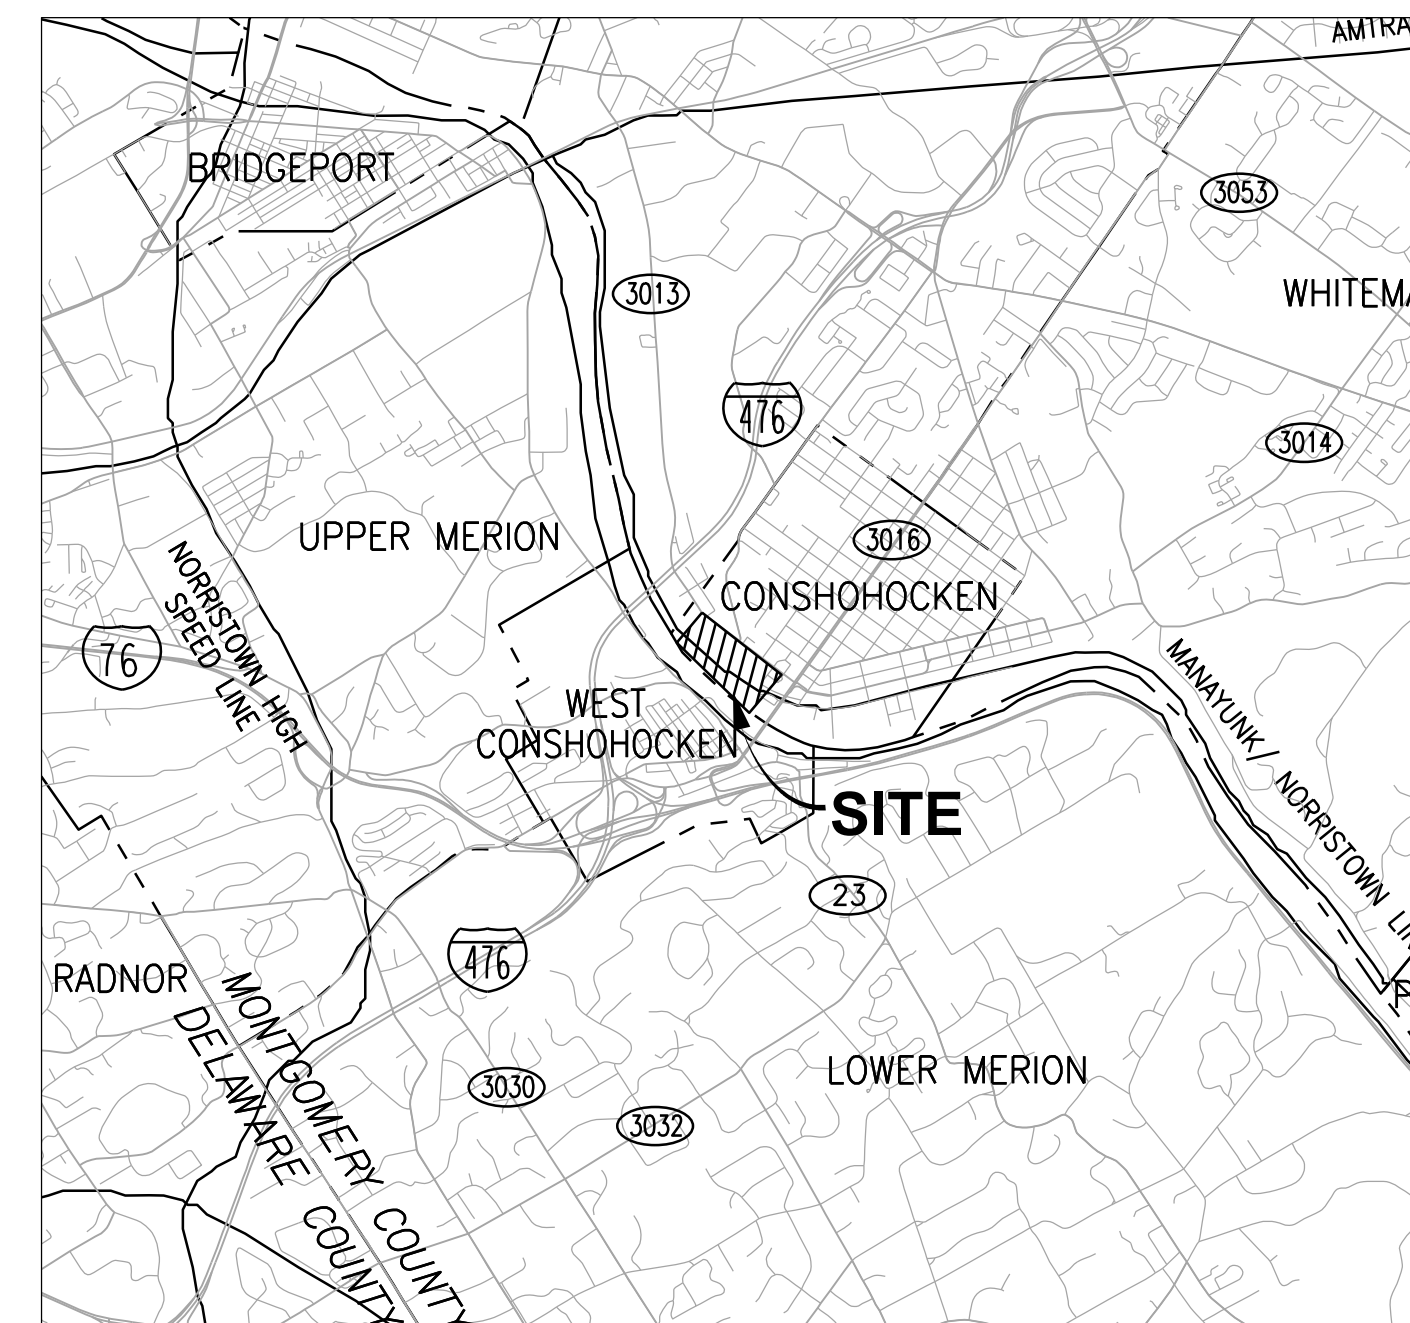 AMTRA
BRIDGEPORT
3053
3013
WHITEMA
476
3014
UPPER MERION
3016
CONSHOHOCKEN
NORRISTOWN HIGH
SPEED LINE
76
WEST
CONSHOHOCKEN
MANAYUNK/ NORRISTOWN LIN
SITE
23
476
RADNOR
MONTGOMERY COUNTY
DELAWARE COUNTY
LOWER MERION
3030
3032